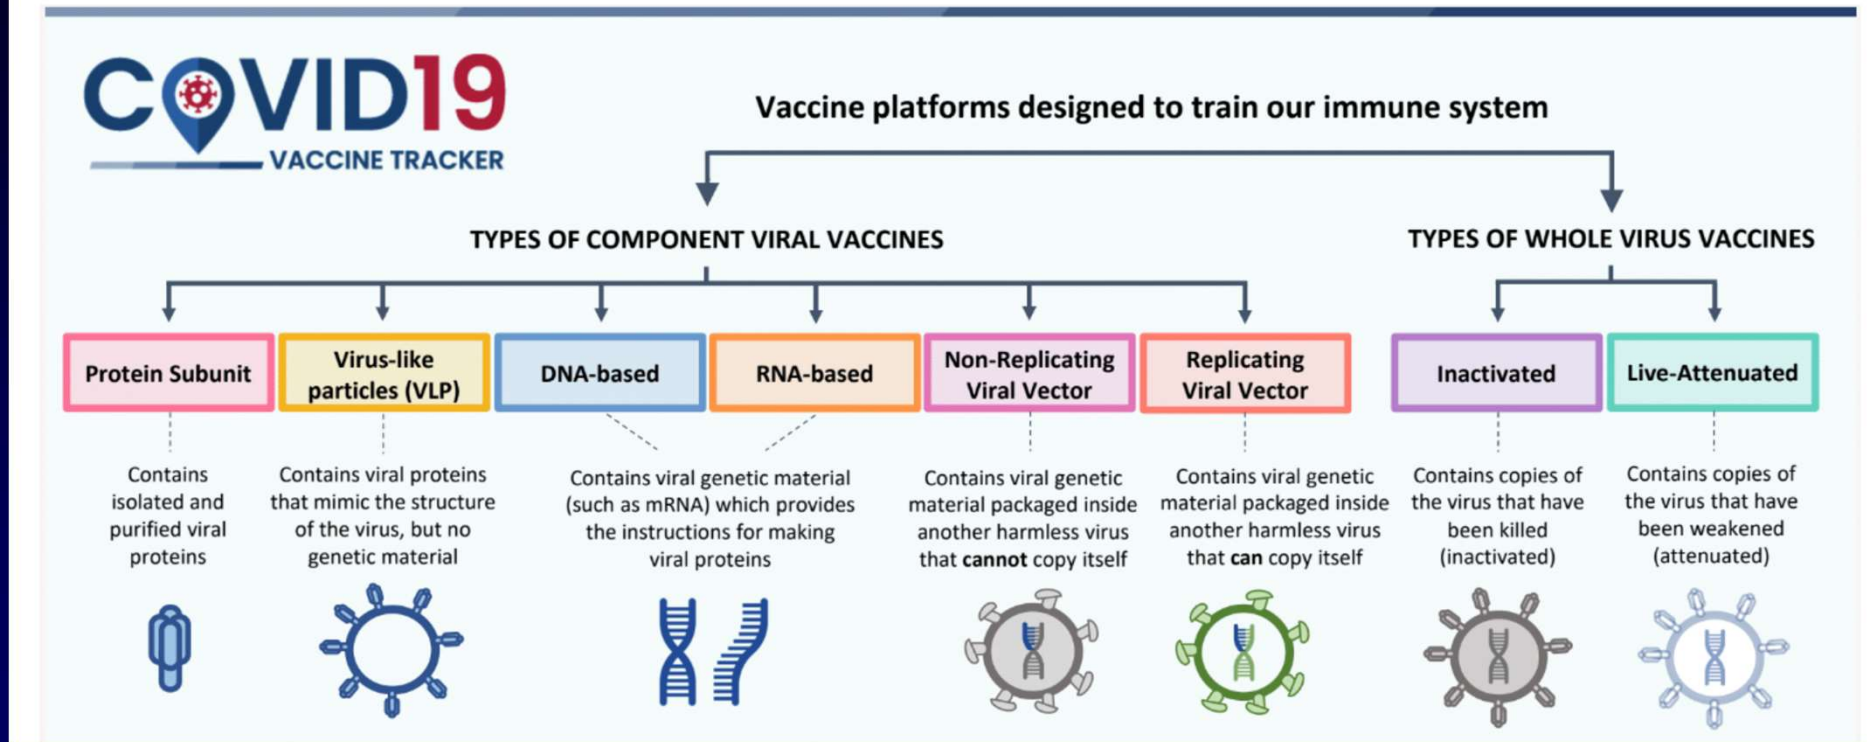 COVID19
VACCINE TRACKER
Vaccine platforms designed to train our immune system
TYPES OF COMPONENT VIRAL VACCINES
TYPES OF WHOLE VIRUS VACCINES
Protein Subunit
Virus-like
particles (VLP)
DNA-based
RNA-based
Non-Replicating
Viral Vector
Replicating
Viral Vector
Inactivated
Live-Attenuated
Contains
isolated and
purified viral
proteins
Contains viral proteins
that mimic the structure
of the virus, but no
genetic material
Contains viral genetic material
(such as mRNA) which provides
the instructions for making
viral proteins
Contains viral genetic
material packaged inside
another harmless virus
that cannot copy itself
Contains viral genetic
material packaged inside
another harmless virus
that can copy itself
Contains copies of
the virus that have
been killed
(inactivated)
Contains copies of
the virus that have
been weakened
(attenuated)